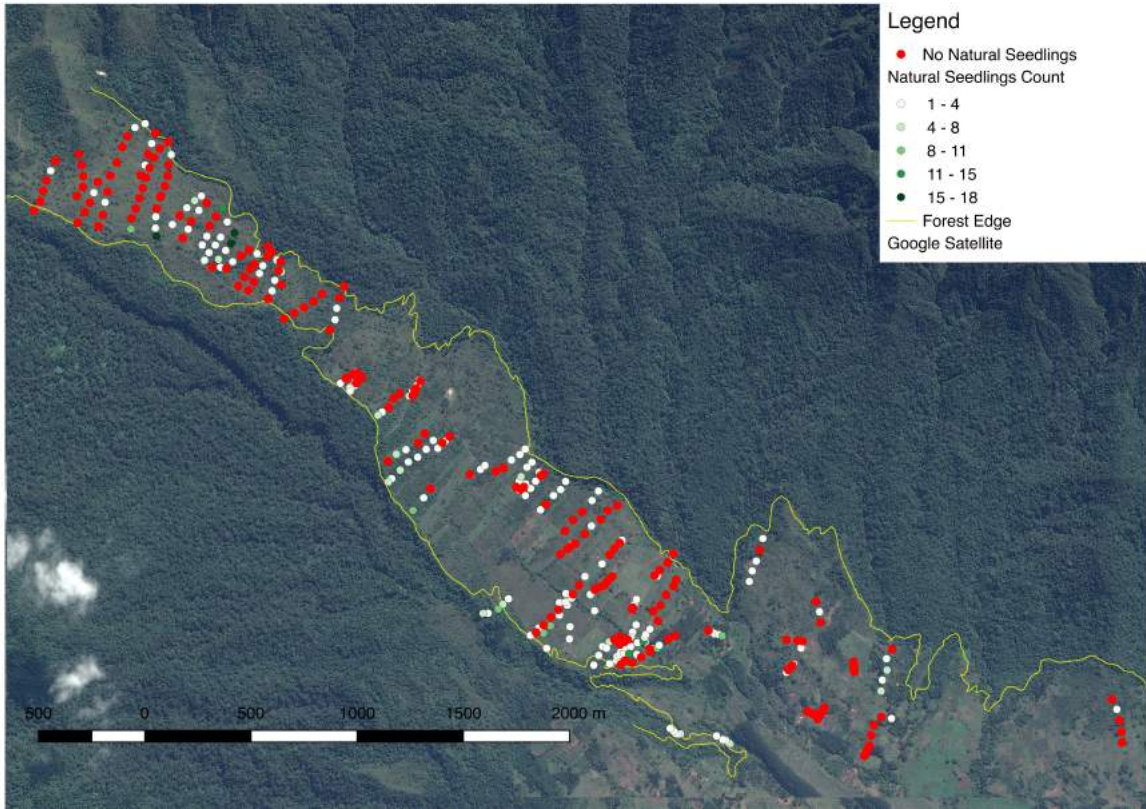 Legend
No Natural Seedlings
Natural Seedlings Count
1 - 4
4 - 8
8 - 11
11 - 15
15 - 18
Forest Edge
Google Satellite
500 0 500 1000 1500 2000 m